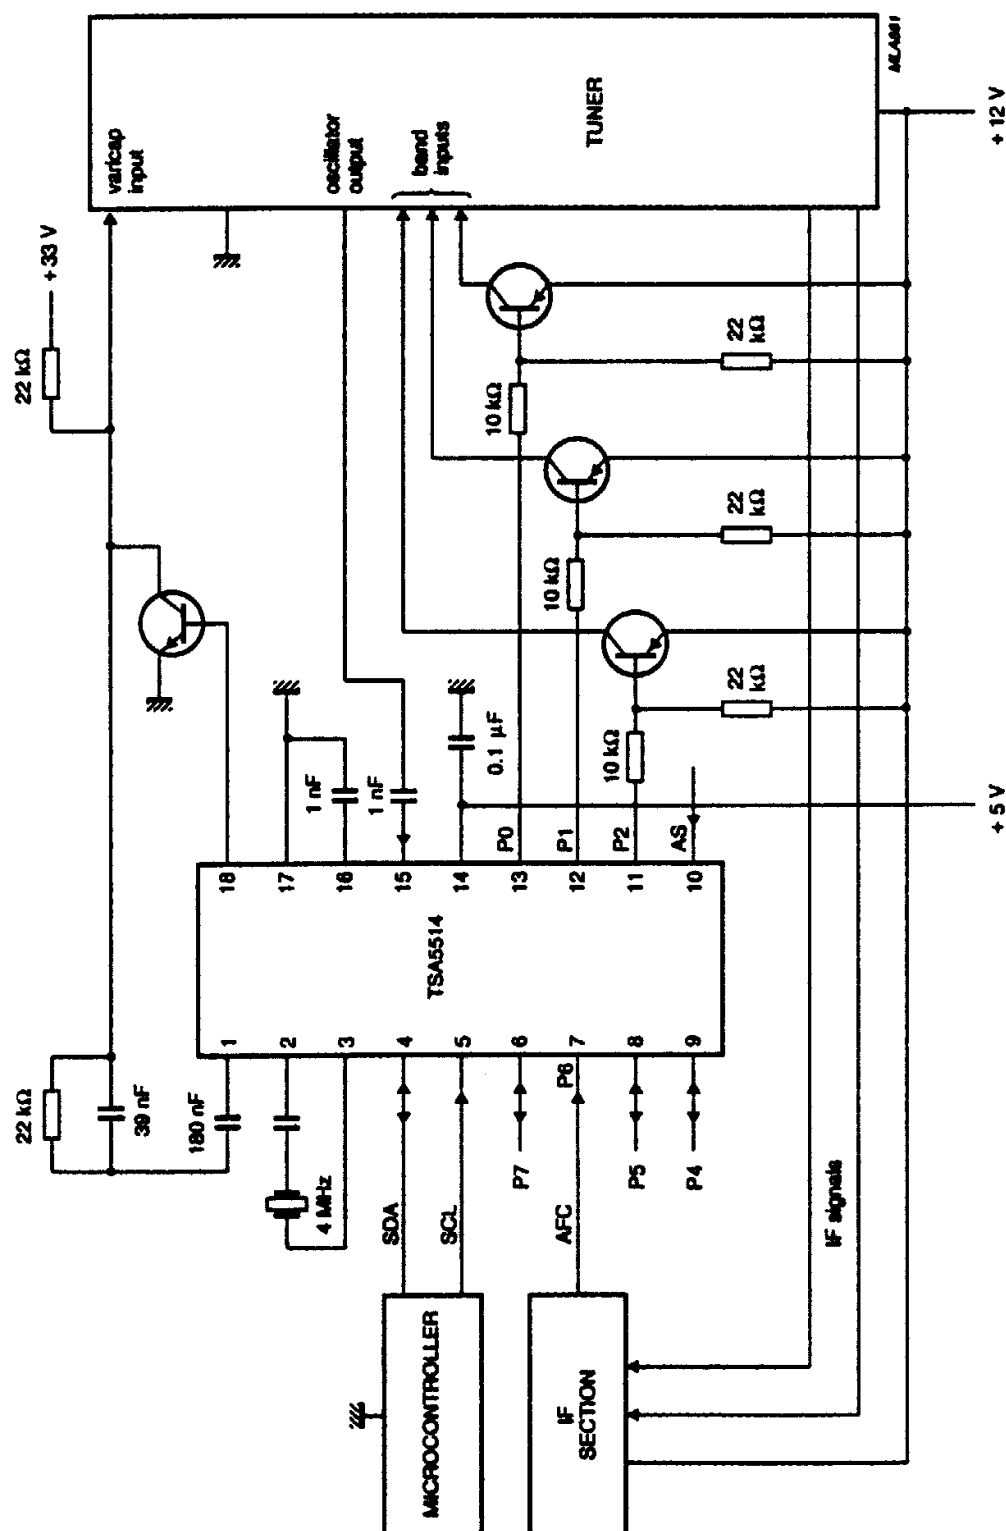 22 kΩ
+33 V
varicap
input
oscillator
output
band
inputs
TUNER
MLA661
22 kΩ
39 nF
180 nF
4 MHz
1 nF
1 nF
0.1 μF
TSA5514
1
2
3
4
5
6
7
8
9
18
17
16
15
14
13
12
11
10
P0
P1
P2
AS
P6
10 kΩ
10 kΩ
10 kΩ
22
kΩ
22
kΩ
22
kΩ
SDA
SCL
P7
AFC
P5
P4
MICROCONTROLLER
IF
SECTION
IF signals
+5 V
+12 V